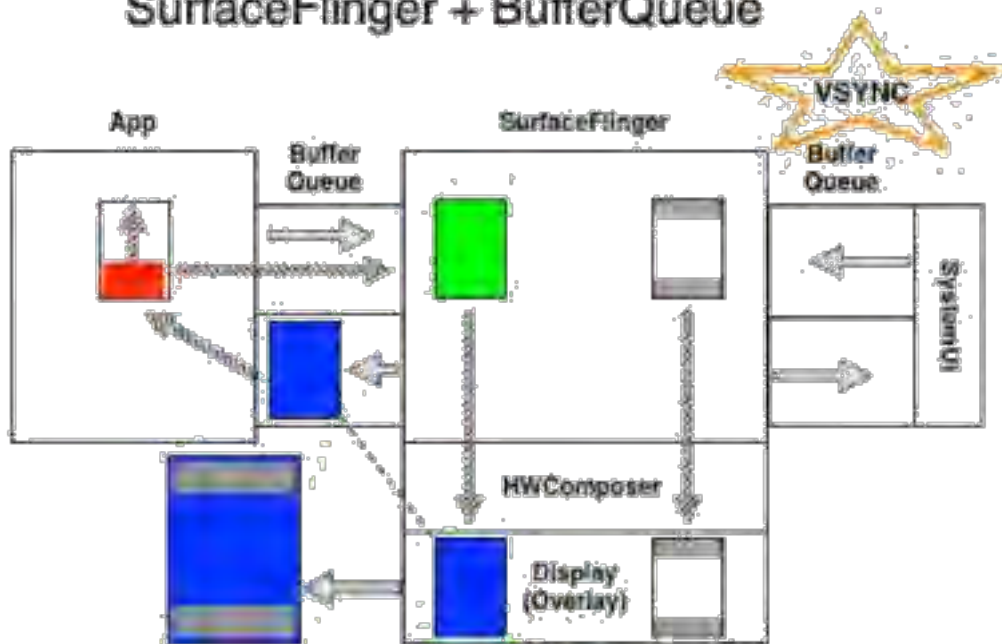 SurfaceFlinger + BufferQueue
VSYNC
App
SurfaceFlinger
Buffer
Queue
Buffer
Queue
SystemUI
HWComposer
Display
(Overlay)